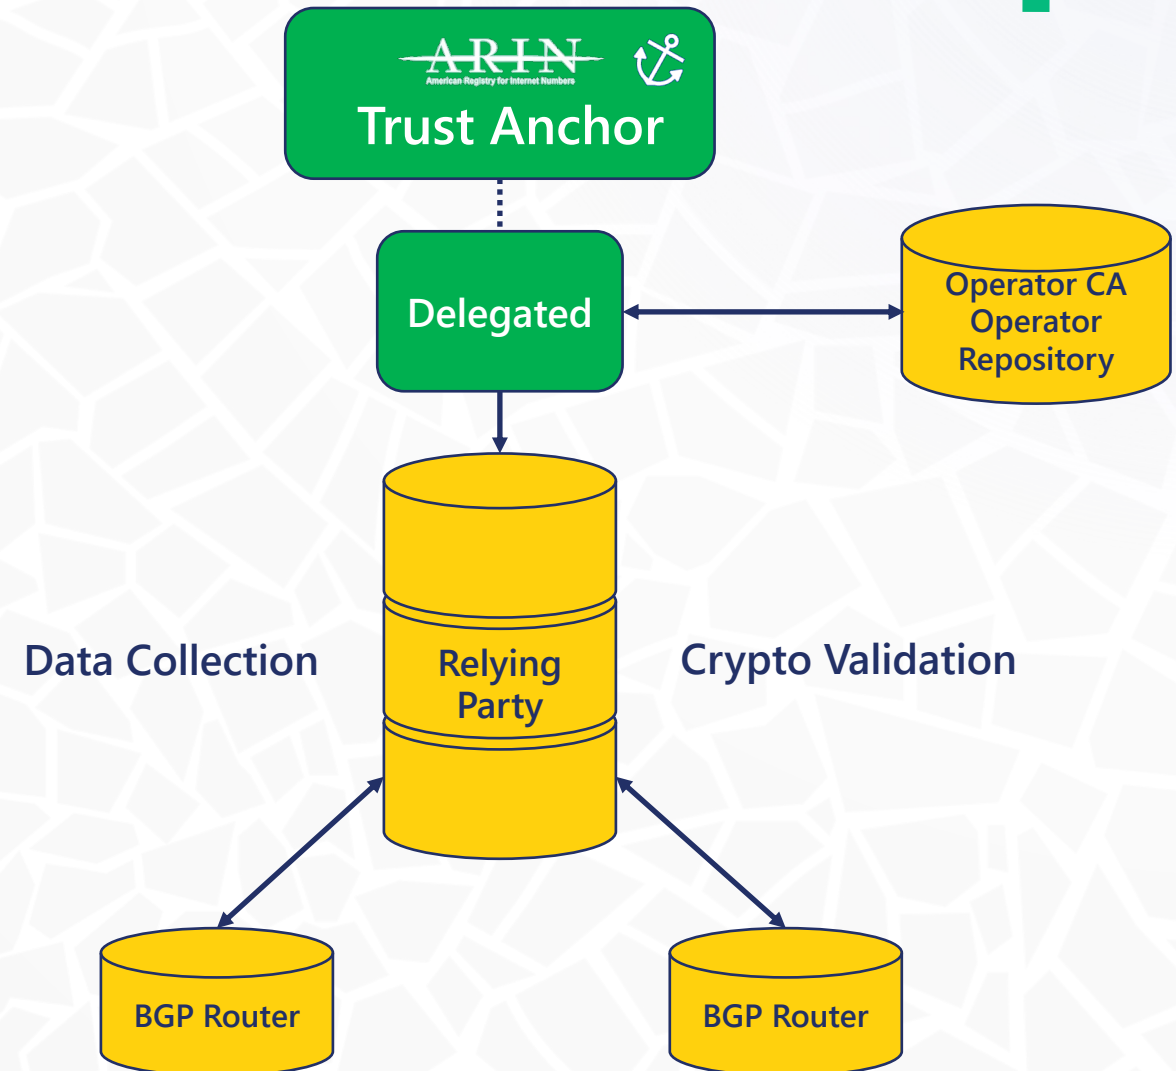 ARIN
American Registry for Internet Numbers
Trust Anchor
Delegated
Operator CA
Operator
Repository
Data Collection
Relying
Party
Crypto Validation
BGP Router
BGP Router